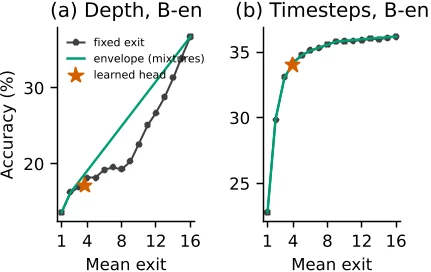 (a) Depth, B-en
(b) Timesteps, B-en
fixed exit
envelope (mixtures)
learned head
Accuracy (%)
30
20
1 4 8 12 16
Mean exit
35
30
25
1 4 8 12 16
Mean exit